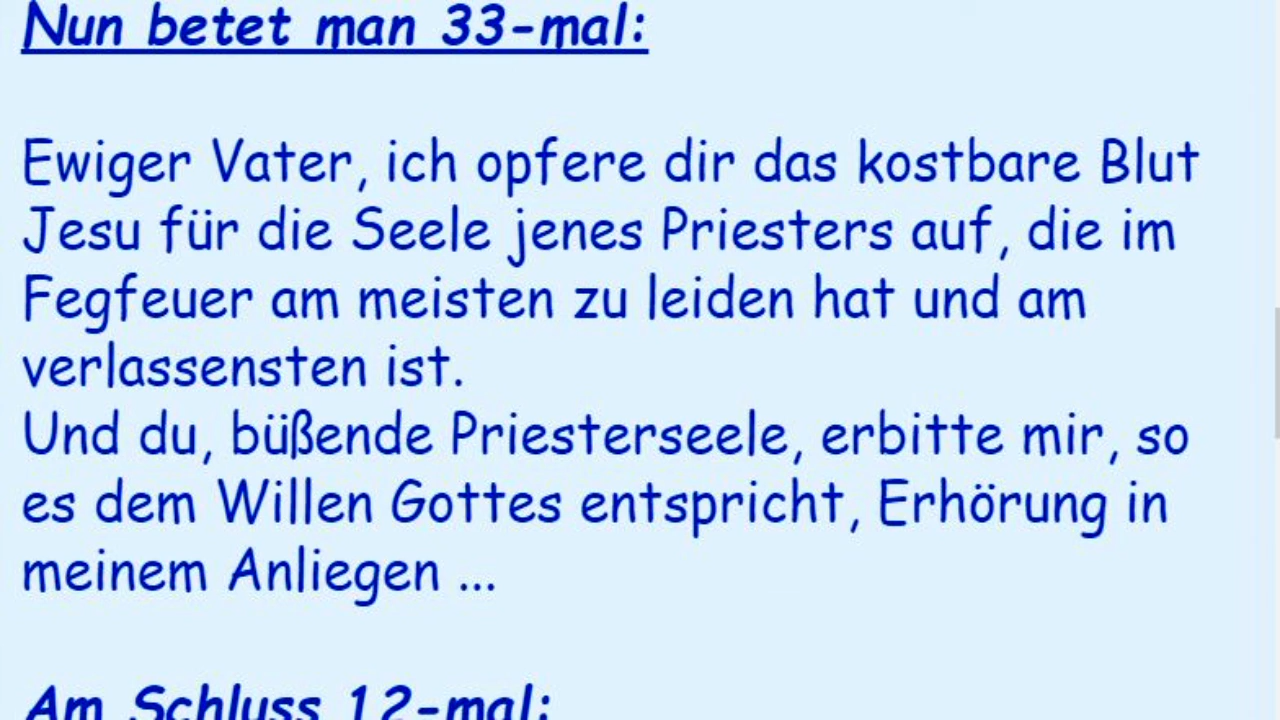 Nun betet man 33-mal:
Ewiger Vater, ich opfere dir das kostbare Blut
Jesu für die Seele jenes Priesters auf, die im
Fegfeuer am meisten zu leiden hat und am
verlassensten ist.
Und du, büßende Priesterseele, erbitte mir, so
es dem Willen Gottes entspricht, Erhörung in
meinem Anliegen ...
Am Schluss 12-mal: